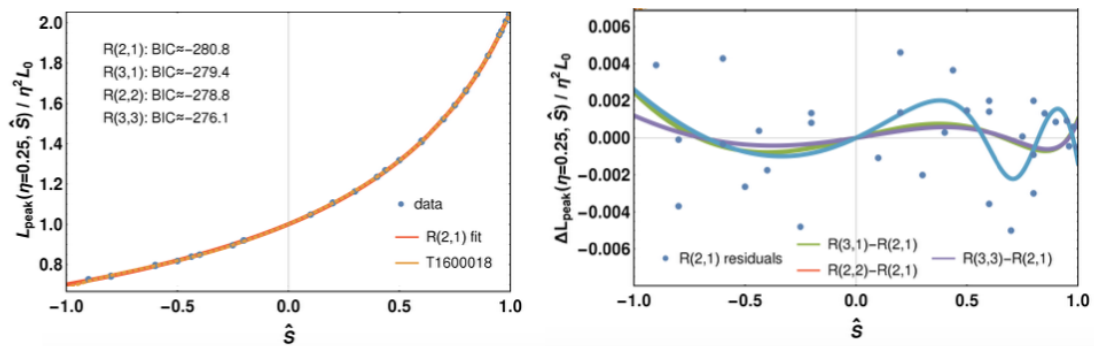 L_peak(η=0.25, Ŝ) / η² L₀
2.0
1.8
1.6
1.4
1.2
1.0
0.8
R(2,1): BIC≈-280.8
R(3,1): BIC≈-279.4
R(2,2): BIC≈-278.8
R(3,3): BIC≈-276.1
data
R(2,1) fit
T1600018
-1.0 -0.5 0.0 0.5 1.0
Ŝ
ΔL_peak(η=0.25, Ŝ) / η² L₀
0.006
0.004
0.002
0.000
-0.002
-0.004
-0.006
R(2,1) residuals
R(3,1)-R(2,1)
R(2,2)-R(2,1)
R(3,3)-R(2,1)
-1.0 -0.5 0.0 0.5 1.0
Ŝ